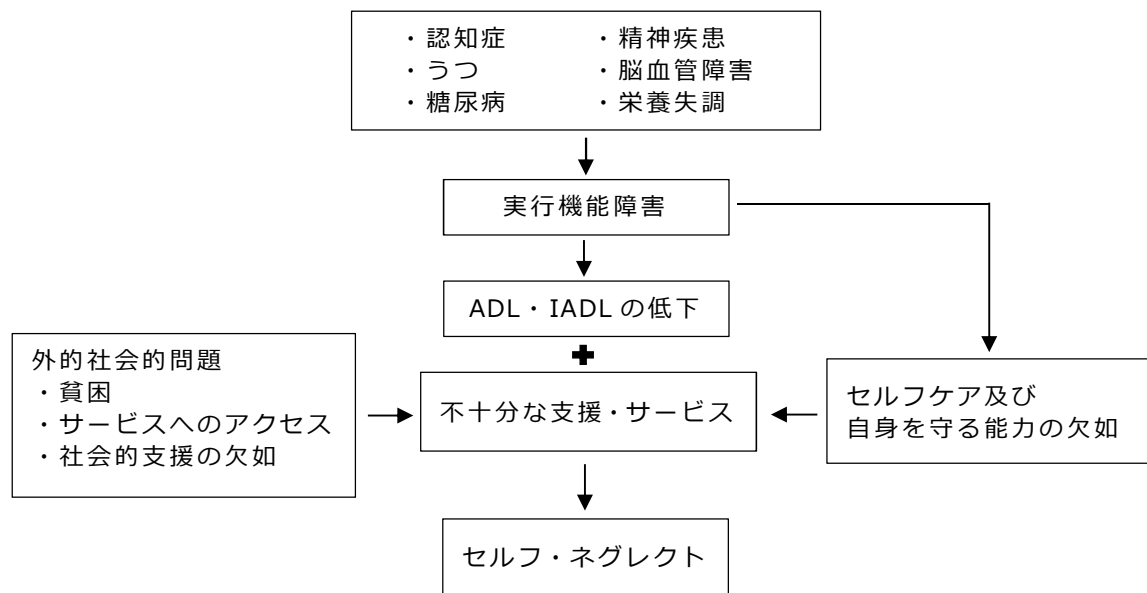 ・認知症 ・精神疾患
・うつ ・脳血管障害
・糖尿病 ・栄養失調
実行機能障害
ADL・IADL の低下
外的社会的問題
・貧困
・サービスへのアクセス
・社会的支援の欠如
不十分な支援・サービス
セルフケア及び
自身を守る能力の欠如
セルフ・ネグレクト